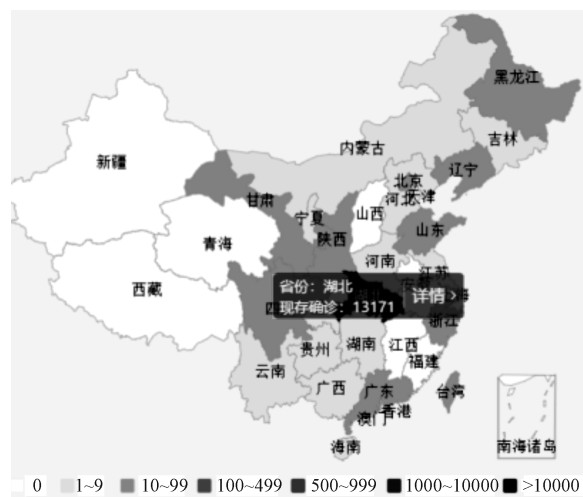 黑龙江
吉林
内蒙古
新疆
辽宁
北京
天津
甘肃
河北
宁夏
山西
山东
青海
陕西
河南
江苏
西藏
省份：湖北
现存确诊：13171
详情 ›
四
海
浙江
贵州
湖南
江西
云南
福建
广西
广东
台湾
香港
澳门
海南
南海诸岛
0 1~9 10~99 100~499 500~999 1000~10000 >10000